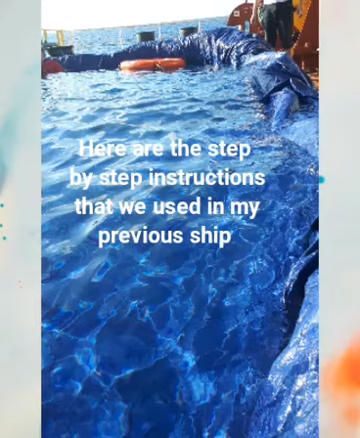 Here are the step
by step instructions
that we used in my
previous ship